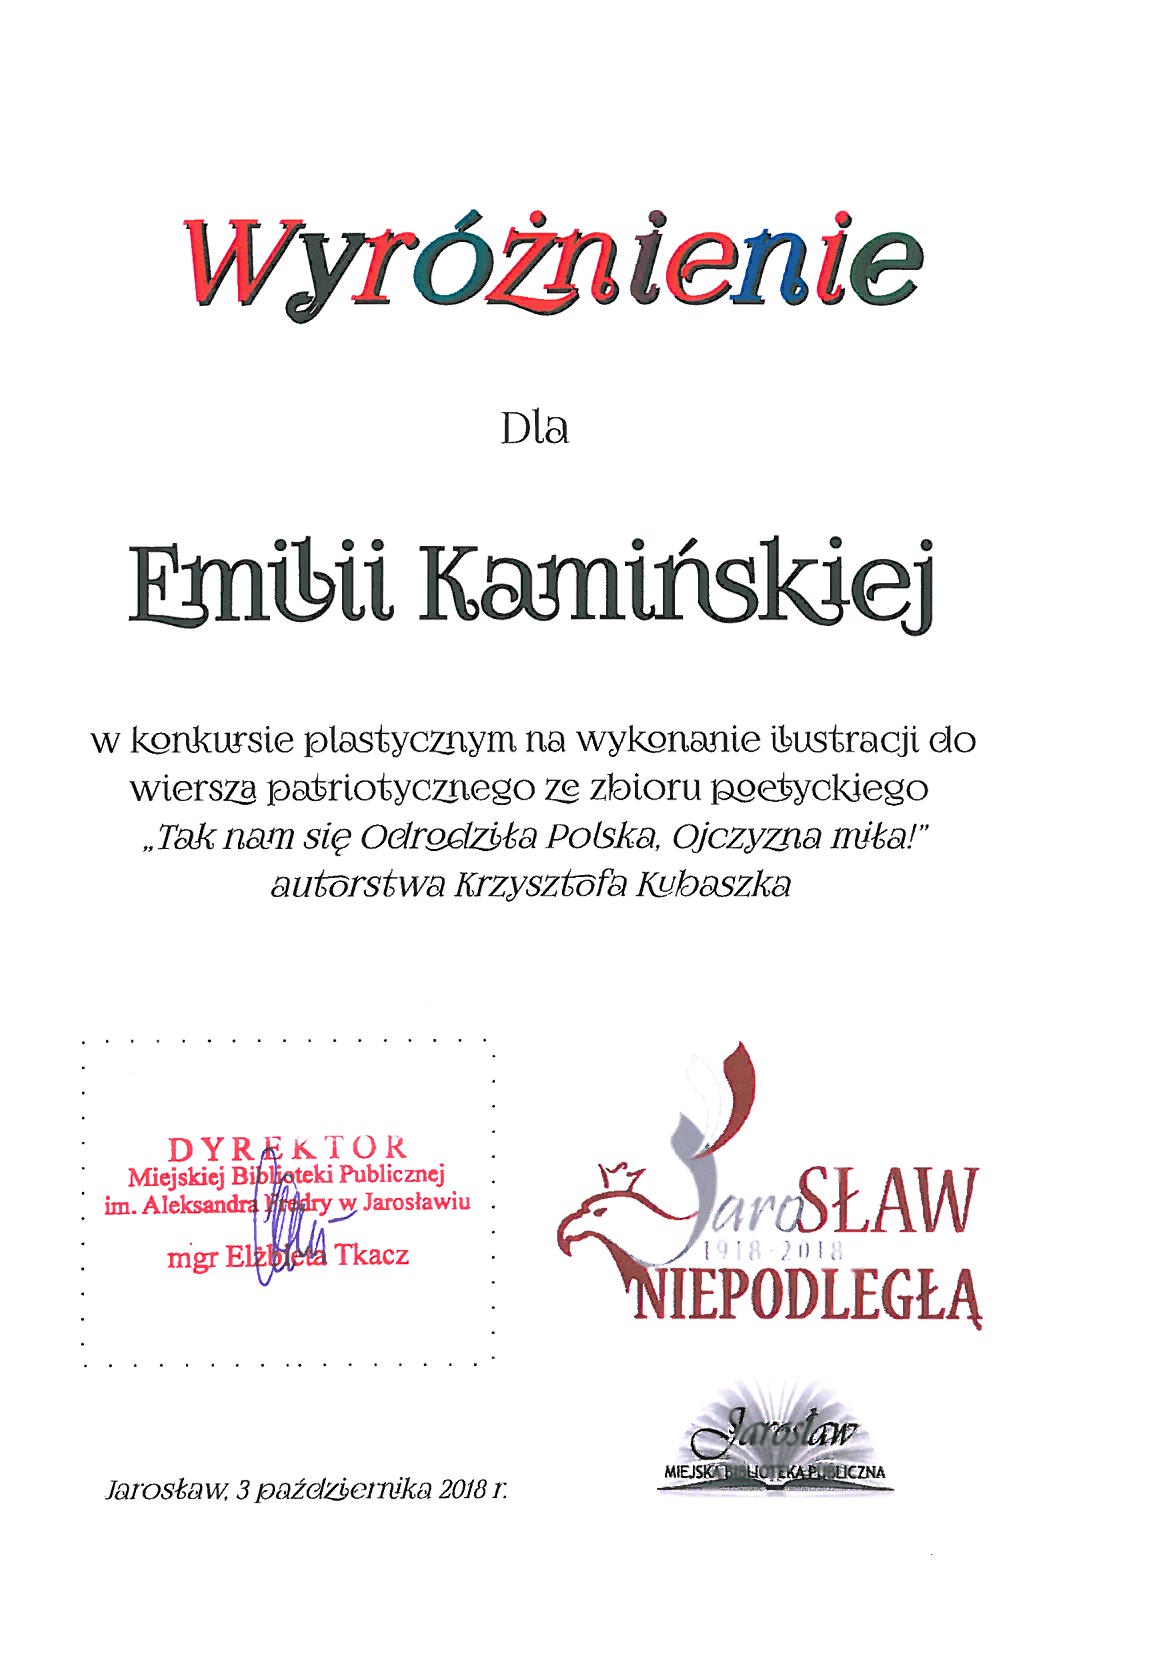 Wyróżnienie
Dla
Emilii Kamińskiej
w konkursie plastycznym na wykonanie ilustracji do
wiersza patriotycznego ze zbioru poetyckiego
„Tak nam się Odrodziła Polska, Ojczyzna miła!”
autorstwa Krzysztofa Kubaszka
DYREKTOR
Miejskiej Biblioteki Publicznej
im. Aleksandra Fredry w Jarosławiu
mgr Elżbieta Tkacz
JaroSŁAW
1918-2018
NIEPODLEGŁĄ
Jarosław
MIEJSKA BIBLIOTEKA PUBLICZNA
Jarosław, 3 października 2018 r.